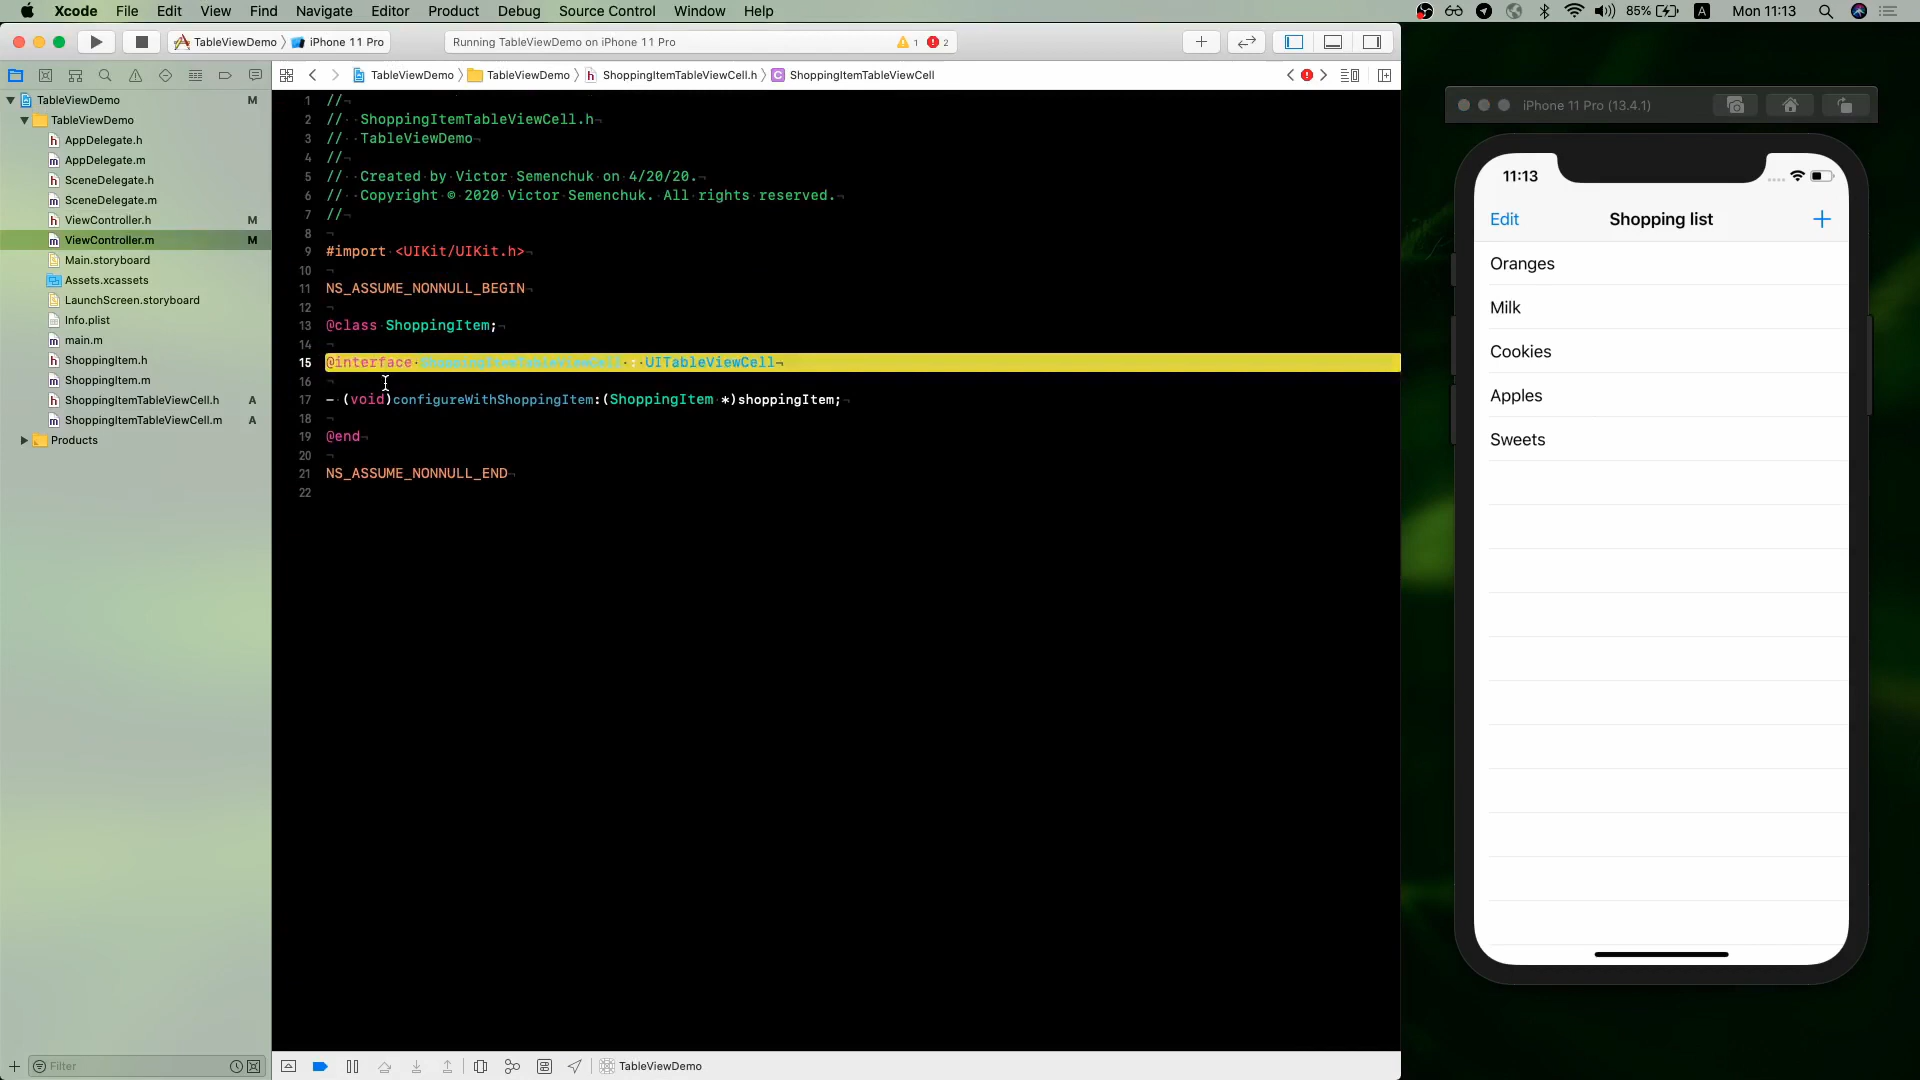 Xcode File Edit View Find Navigate Editor Product Debug Source Control Window Help 85% A Mon 11:13
TableViewDemo iPhone 11 Pro Running TableViewDemo on iPhone 11 Pro 1 2
TableViewDemo TableViewDemo h ShoppingItemTableViewCell.h C ShoppingItemTableViewCell
TableViewDemo M
TableViewDemo
h AppDelegate.h
m AppDelegate.m
h SceneDelegate.h
m SceneDelegate.m
h ViewController.h M
m ViewController.m M
Main.storyboard
Assets.xcassets
LaunchScreen.storyboard
Info.plist
m main.m
h ShoppingItem.h
m ShoppingItem.m
h ShoppingItemTableViewCell.h A
m ShoppingItemTableViewCell.m A
Products
Filter
1 //
2 // ShoppingItemTableViewCell.h
3 // TableViewDemo
4 //
5 // Created by Victor Semenchuk on 4/20/20.
6 // Copyright © 2020 Victor Semenchuk. All rights reserved.
7 //
8
9 #import <UIKit/UIKit.h>
10
11 NS_ASSUME_NONNULL_BEGIN
12
13 @class ShoppingItem;
14
15 @interface ShoppingItemTableViewCell : UITableViewCell
16
17 - (void)configureWithShoppingItem:(ShoppingItem *)shoppingItem;
18
19 @end
20
21 NS_ASSUME_NONNULL_END
22
TableViewDemo
iPhone 11 Pro (13.4.1)
11:13
Edit Shopping list +
Oranges
Milk
Cookies
Apples
Sweets